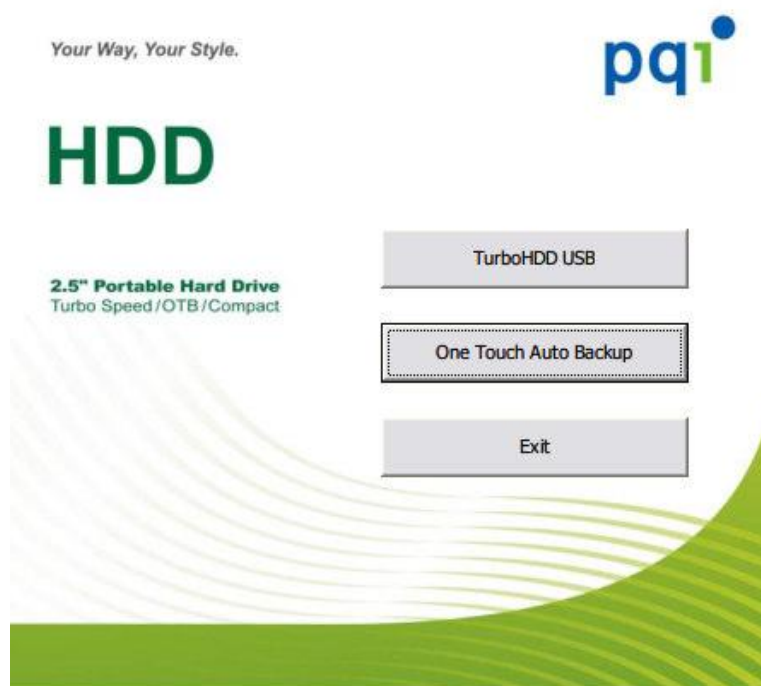 Your Way, Your Style.
pqi
HDD
2.5" Portable Hard Drive
Turbo Speed/OTB/Compact
TurboHDD USB
One Touch Auto Backup
Exit